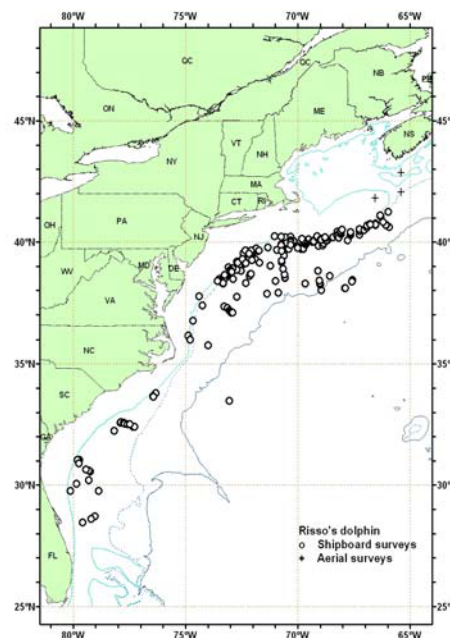 80°W 75°W 70°W 65°W
QC QC NB PE
ON ME
45°N 45°N
NS
VT
NH
NY
MA
CT RI
PA
OH NJ
40°N 40°N
MD DE
WV
VA
NC
35°N 35°N
SC
GA
30°N 30°N
Risso's dolphin
Shipboard surveys
Aerial surveys
FL
25°N 25°N
80°W 75°W 70°W 65°W